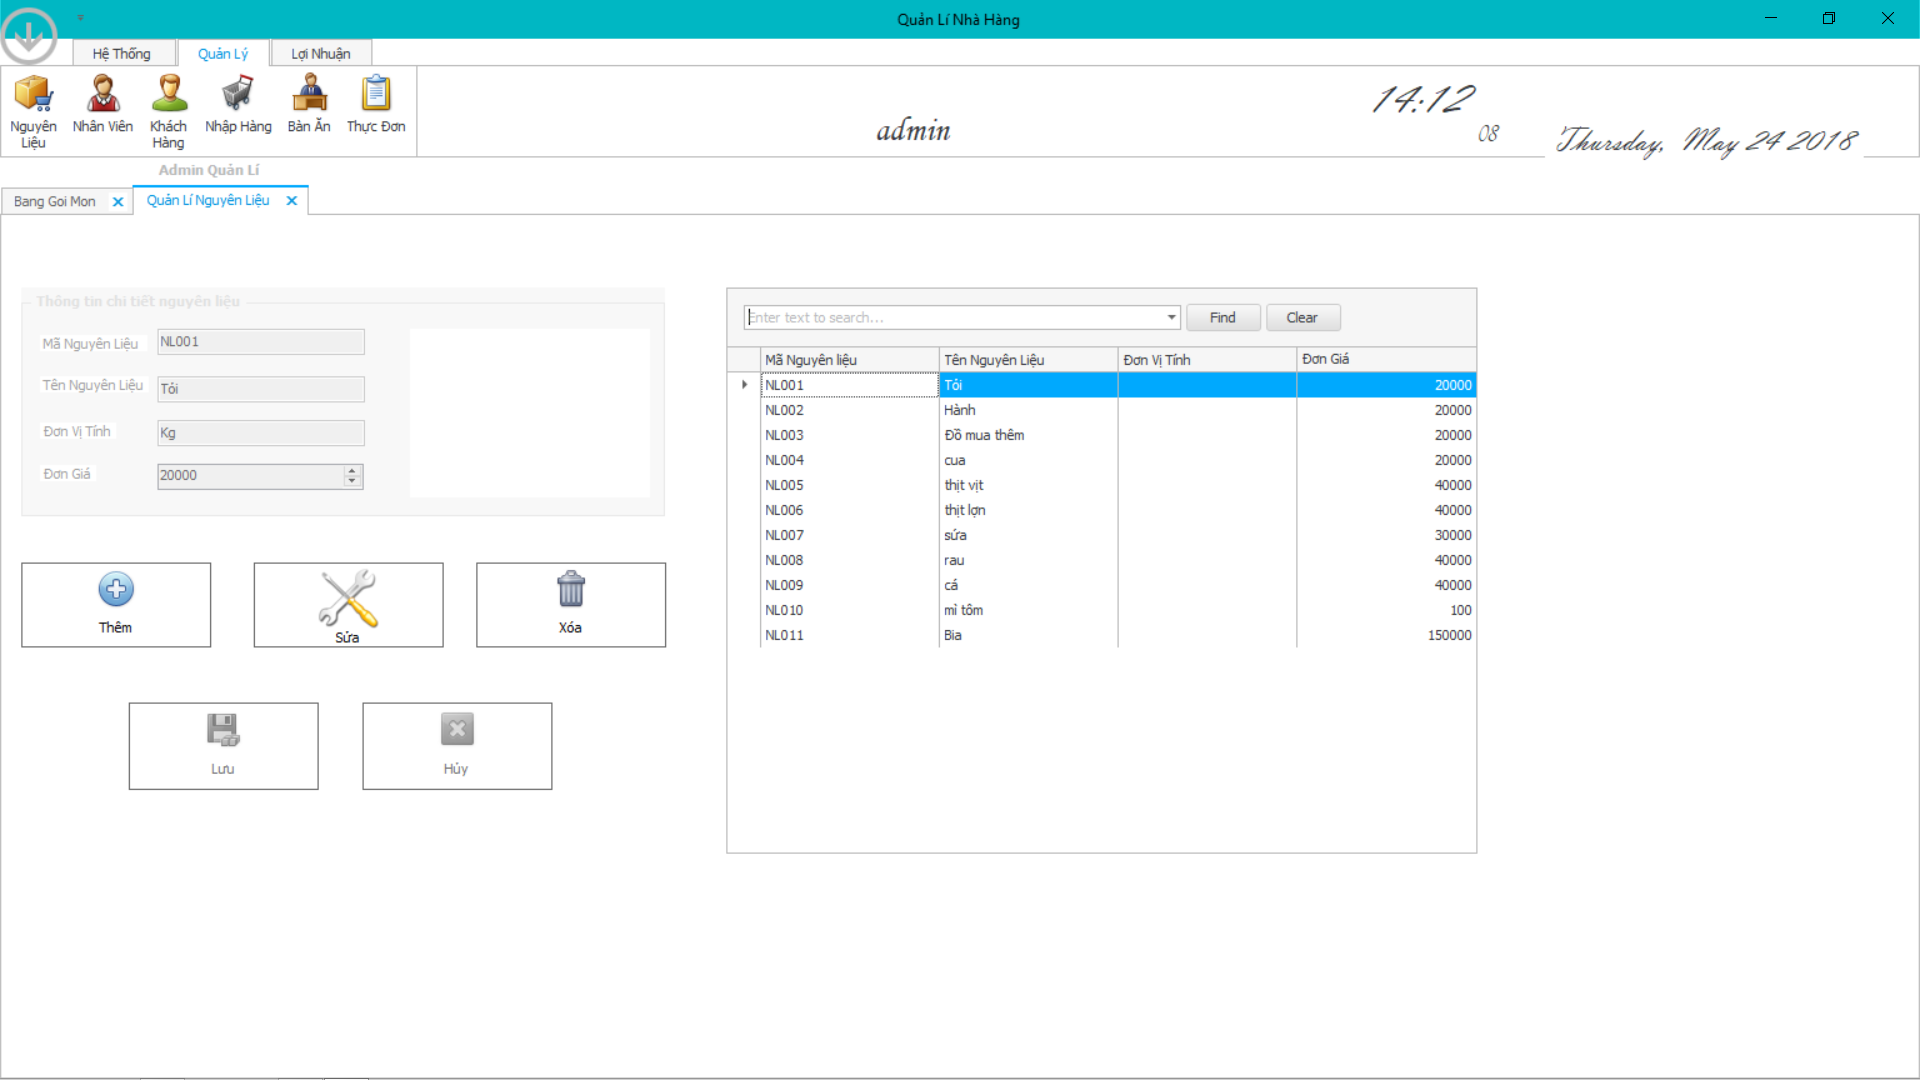 Quản Lí Nhà Hàng
Hệ Thống
Quản Lý
Lợi Nhuận
Nguyên Liệu
Nhân Viên
Khách Hàng
Nhập Hàng
Bàn Ăn
Thực Đơn
admin
14:12
08
Thursday, May 24 2018
Admin Quản Lí
Bang Goi Mon
Quản Lí Nguyên Liệu
Thông tin chi tiết nguyên liệu
Mã Nguyên Liệu NL001
Tên Nguyên Liệu Tỏi
Đơn Vị Tính Kg
Đơn Giá 20000
Thêm
Sửa
Xóa
Lưu
Hủy
Enter text to search...
Find
Clear
Mã Nguyên liệu Tên Nguyên Liệu Đơn Vị Tính Đơn Giá
NL001 Tỏi 20000
NL002 Hành 20000
NL003 Đồ mua thêm 20000
NL004 cua 20000
NL005 thịt vịt 40000
NL006 thịt lợn 40000
NL007 sứa 30000
NL008 rau 40000
NL009 cá 40000
NL010 mì tôm 100
NL011 Bia 150000